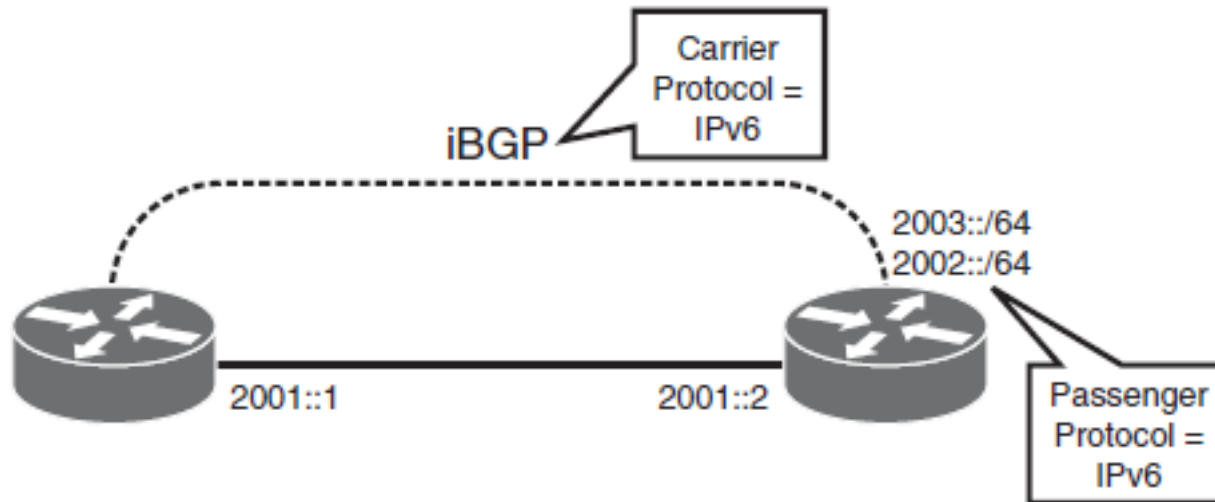 Carrier
Protocol =
IPv6
iBGP
2003::/64
2002::/64
2001::1
2001::2
Passenger
Protocol =
IPv6